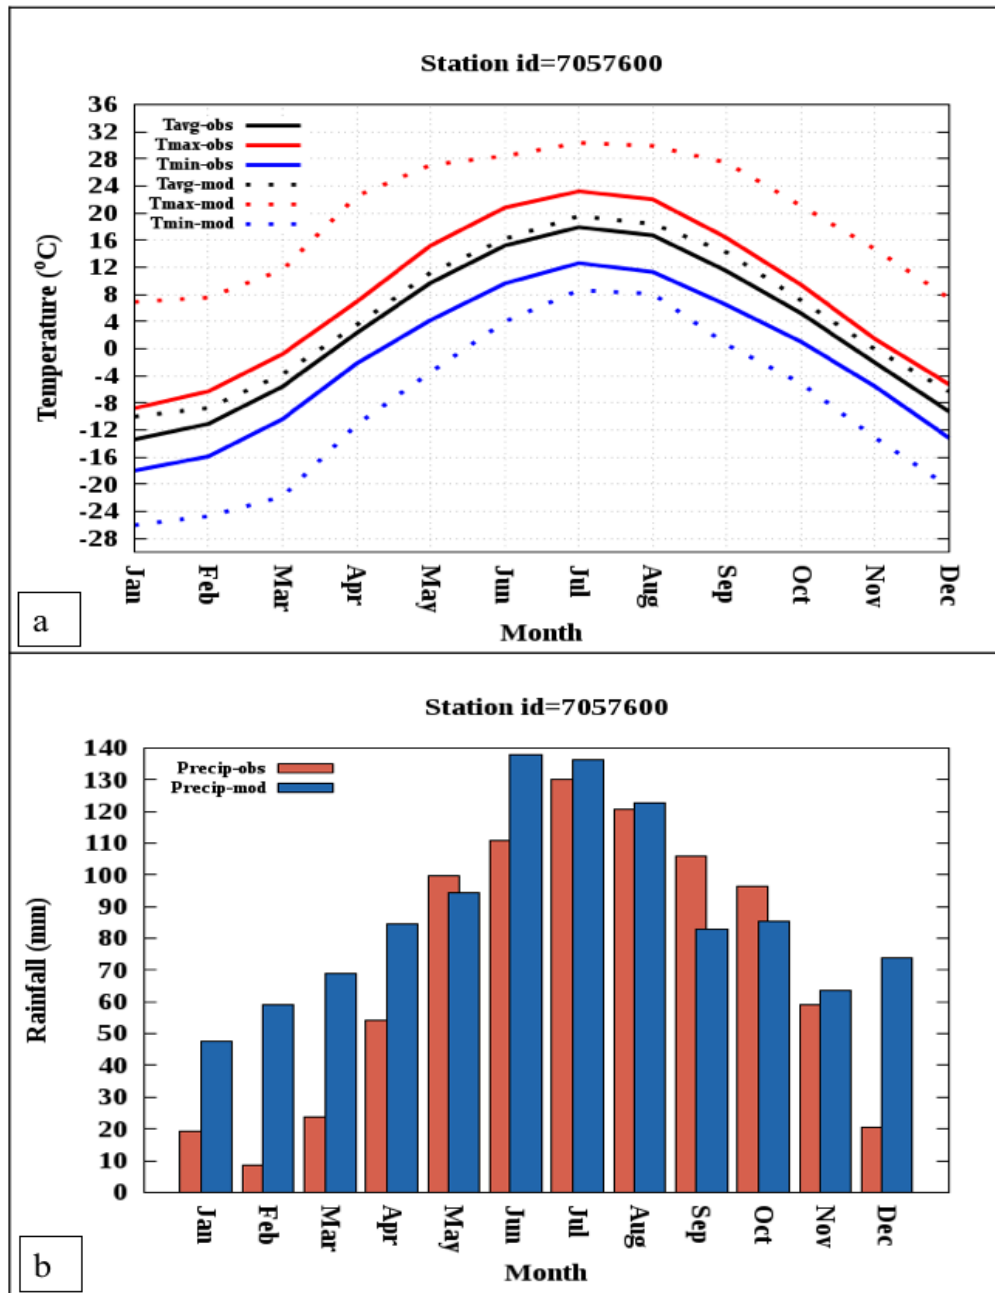 Station id=7057600
36
32
28
24
20
16
12
8
4
0
-4
-8
-12
-16
-20
-24
-28
Temperature (⁰C)
Tavg-obs
Tmax-obs
Tmin-obs
Tavg-mod
Tmax-mod
Tmin-mod
Jan Feb Mar Apr May Jun Jul Aug Sep Oct Nov Dec
Month
a
Station id=7057600
140
130
120
110
100
90
80
70
60
50
40
30
20
10
0
Rainfall (mm)
Precip-obs
Precip-mod
Jan Feb Mar Apr May Jun Jul Aug Sep Oct Nov Dec
Month
b